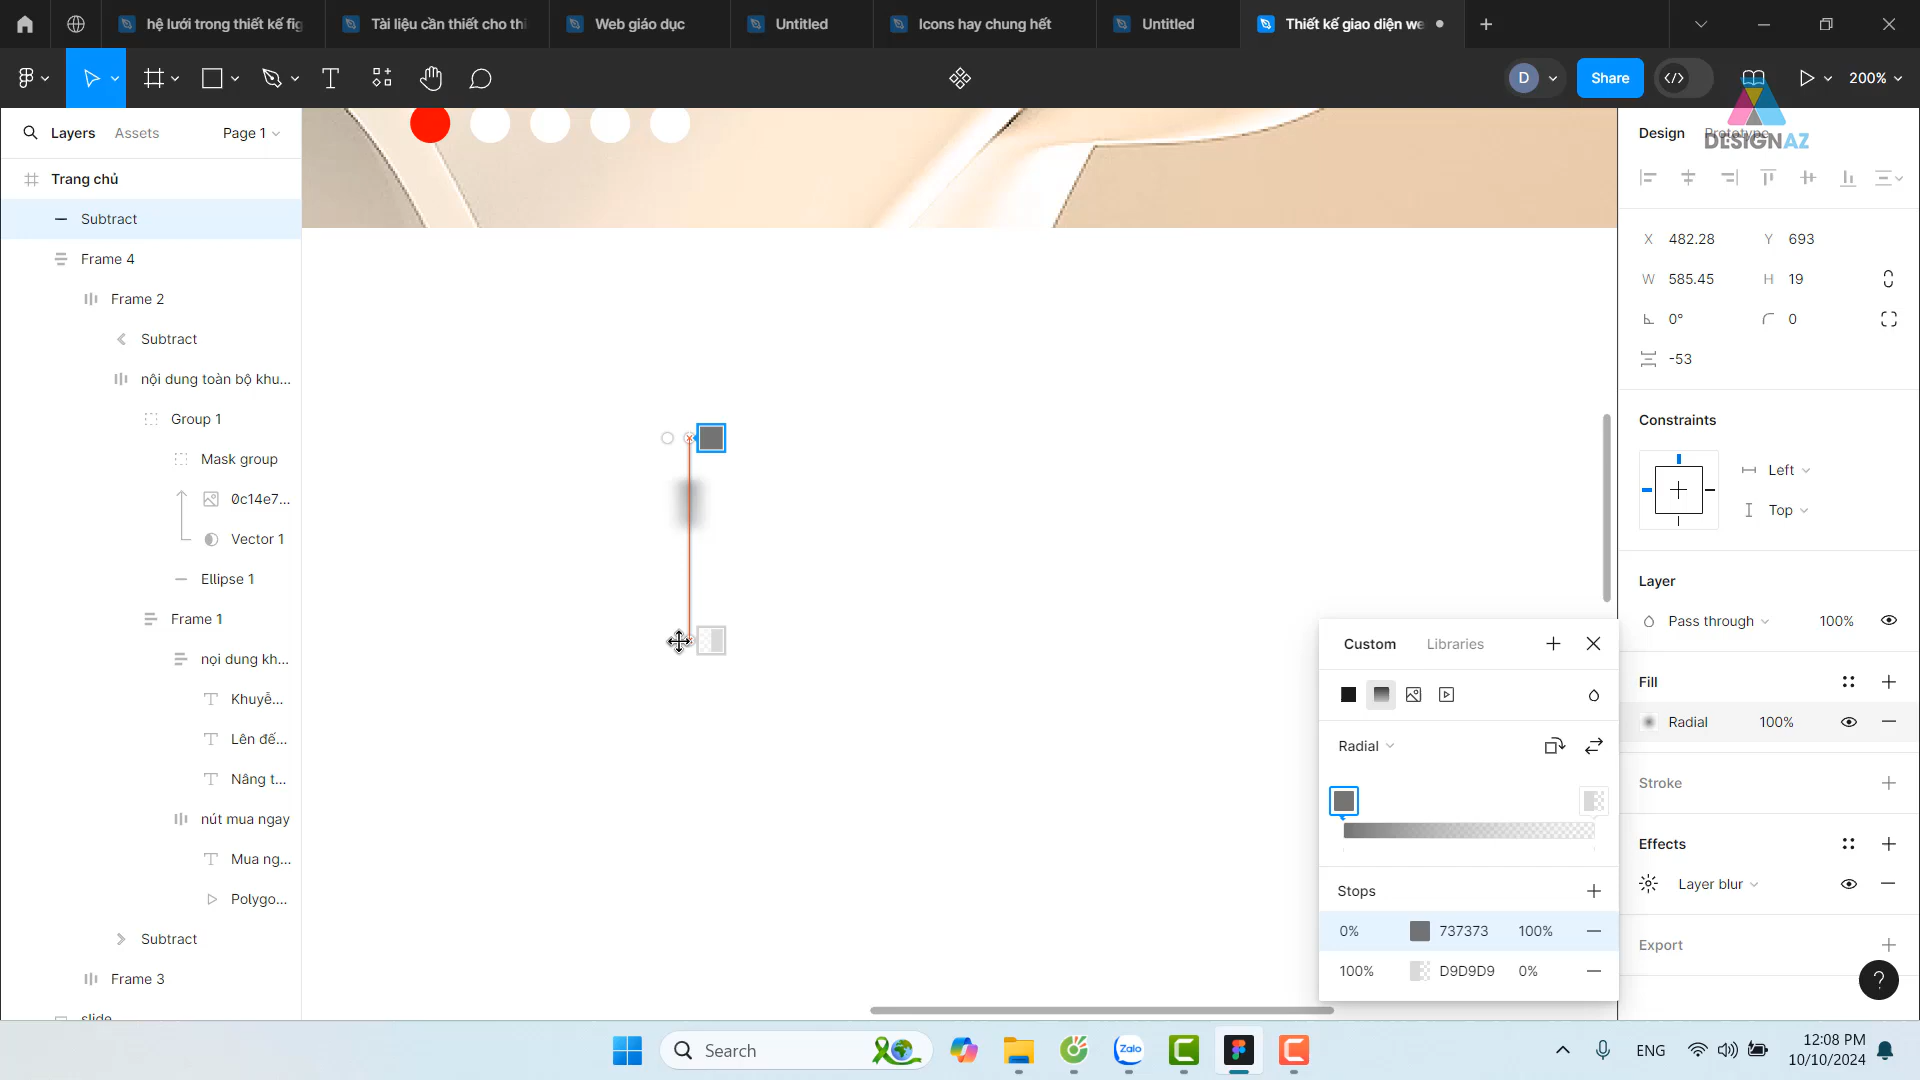 hệ lưới trong thiết kế fig
Tài liệu cần thiết cho thi
Web giáo dục
Untitled
Icons hay chung hết
Untitled
Thiết kế giao diện we
D
Share
200%
Layers
Assets
Page 1
Design
Prototype
DESIGNAZ
Trang chủ
Subtract
Frame 4
Frame 2
Subtract
nội dung toàn bộ khu...
Group 1
Mask group
0c14e7...
Vector 1
Ellipse 1
Frame 1
nọi dung kh...
Khuyễ...
Lên đế...
Nâng t...
nút mua ngay
Mua ng...
Polygo...
Subtract
Frame 3
slide
X 482.28 Y 693
W 585.45 H 19
0° 0
-53
Constraints
Left
Top
Layer
Pass through 100%
Fill
Radial 100%
Stroke
Effects
Layer blur
Export
?
Custom
Libraries
Radial
Stops
0% 737373 100%
100% D9D9D9 0%
Search
Zalo
ENG
12:08 PM
10/10/2024